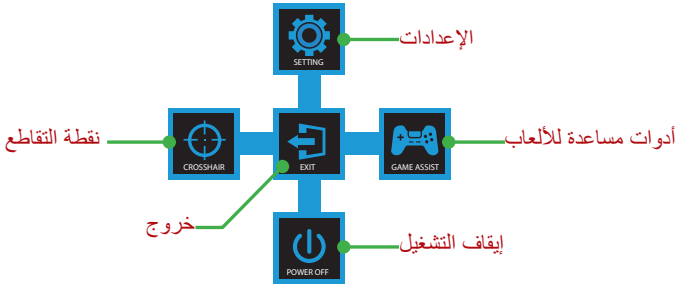 الإعدادات
SETTING
نقطة التقاطع
CROSSHAIR
EXIT
GAME ASSIST
أدوات مساعدة للألعاب
خروج
POWER OFF
إيقاف التشغيل